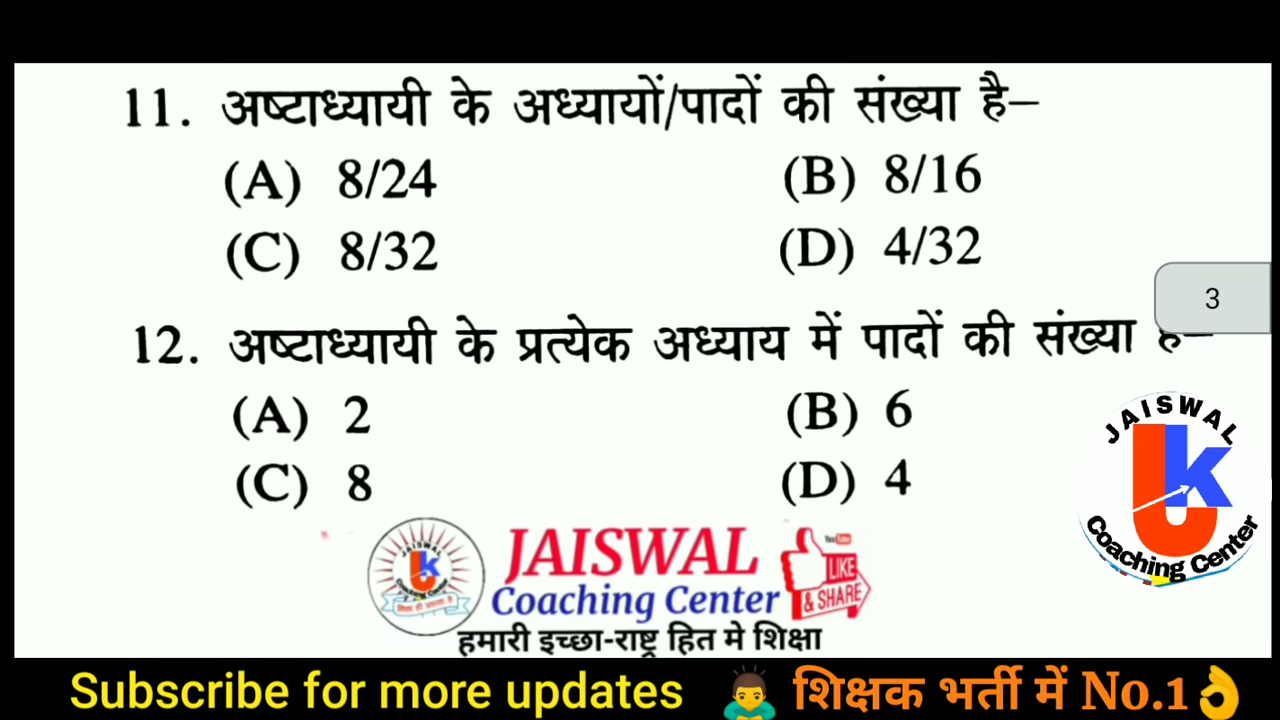 11. अष्टाध्यायी के अध्यायों/पादों की संख्या है–
(A) 8/24 (B) 8/16
(C) 8/32 (D) 4/32
3
12. अष्टाध्यायी के प्रत्येक अध्याय में पादों की संख्या है–
(A) 2 (B) 6
(C) 8 (D) 4
JAISWAL
UK
Coaching Center
JAISWAL
Coaching Center
YouTube
LIKE
& SHARE
हमारी इच्छा-राष्ट्र हित मे शिक्षा
Subscribe for more updates 🙇‍♂️ शिक्षक भर्ती में No.1👌